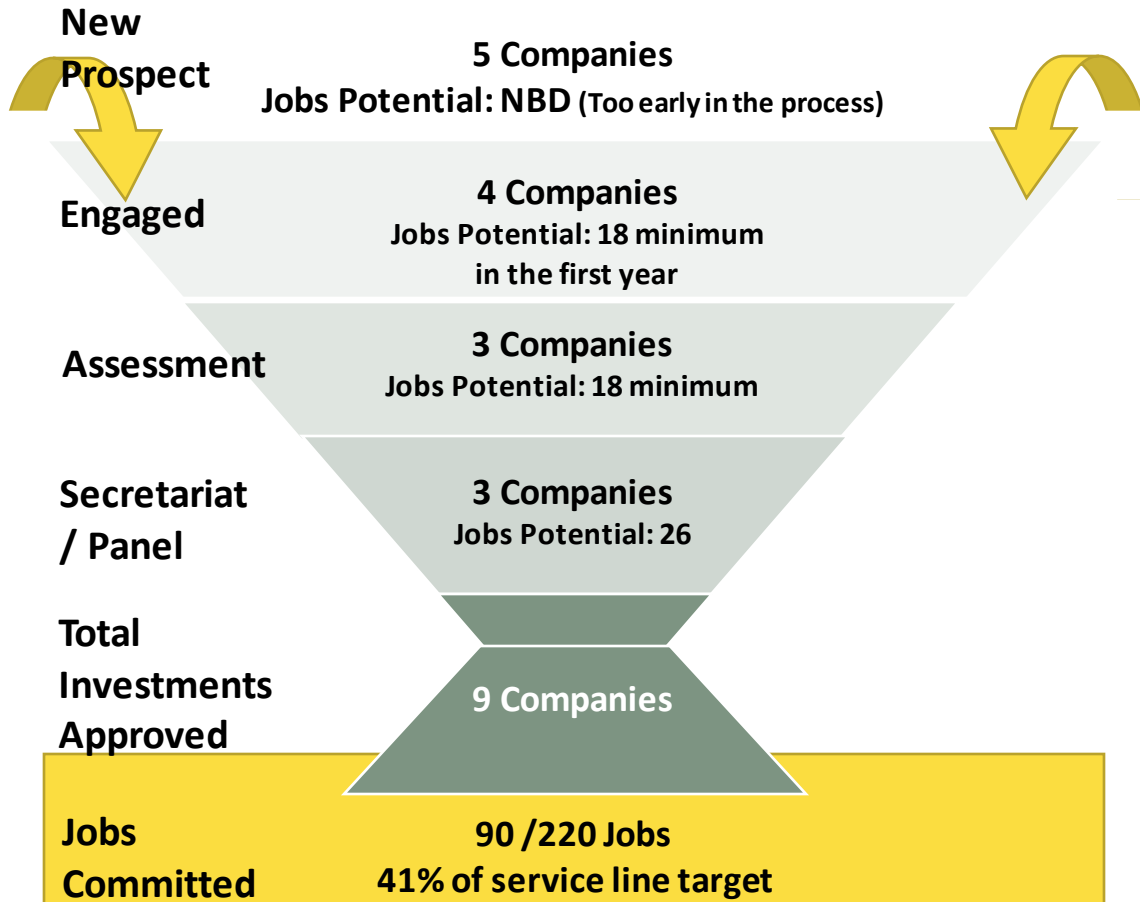 New
Prospect
5 Companies
Jobs Potential: NBD (Too early in the process)
Engaged
4 Companies
Jobs Potential: 18 minimum
in the first year
Assessment
3 Companies
Jobs Potential: 18 minimum
Secretariat
/ Panel
3 Companies
Jobs Potential: 26
Total
Investments
Approved
9 Companies
Jobs
Committed
90 /220 Jobs
41% of service line target